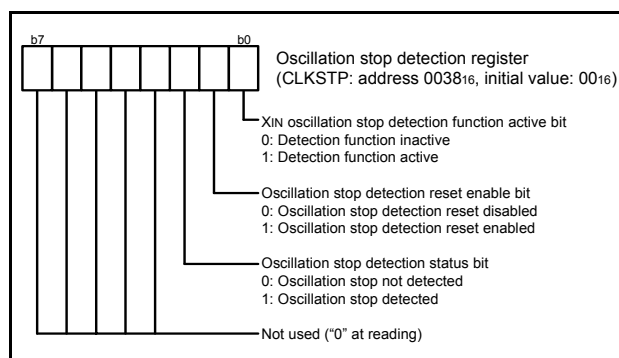 b7 b0
Oscillation stop detection register
(CLKSTP: address 003816, initial value: 0016)
XIN oscillation stop detection function active bit
0: Detection function inactive
1: Detection function active
Oscillation stop detection reset enable bit
0: Oscillation stop detection reset disabled
1: Oscillation stop detection reset enabled
Oscillation stop detection status bit
0: Oscillation stop not detected
1: Oscillation stop detected
Not used (“0” at reading)